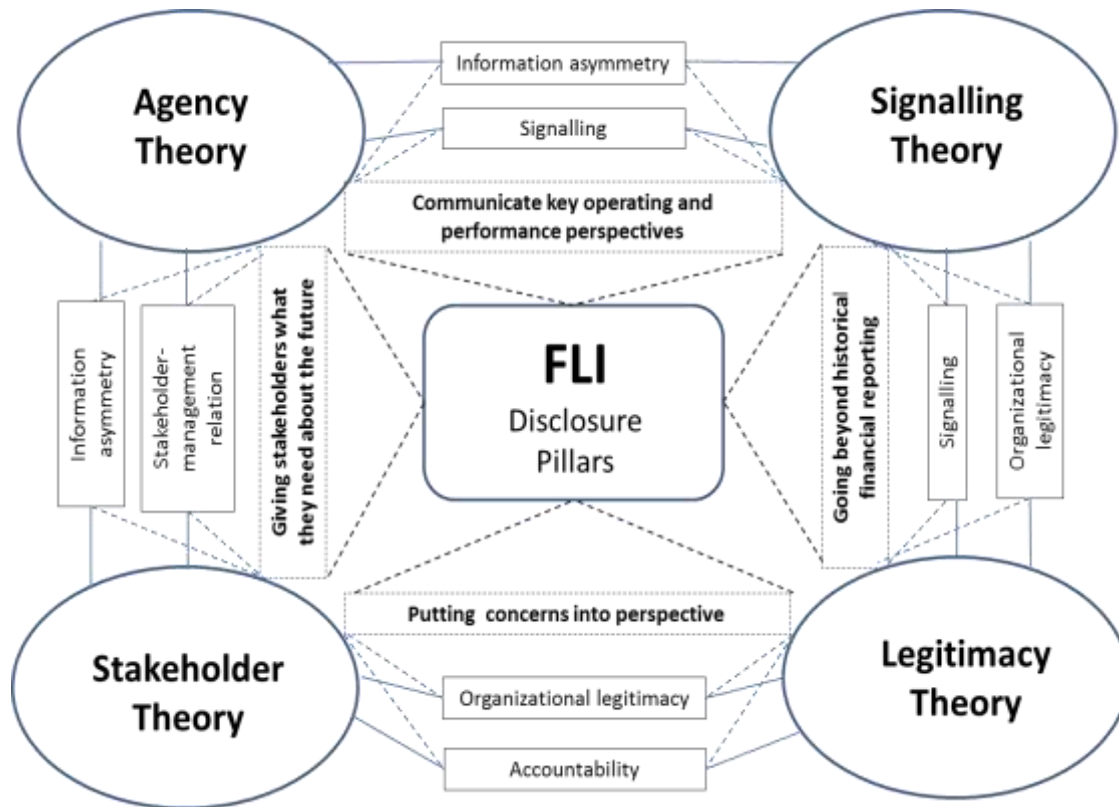 Agency
Theory
Information asymmetry
Signalling
Signalling
Theory
Communicate key operating and
performance perspectives
Information
asymmetry
Stakeholder-
management
relation
Giving stakeholders what
they need about the future
FLI
Disclosure
Pillars
Going beyond historical
financial reporting
Signalling
Organizational
legitimacy
Putting concerns into perspective
Stakeholder
Theory
Organizational legitimacy
Accountability
Legitimacy
Theory